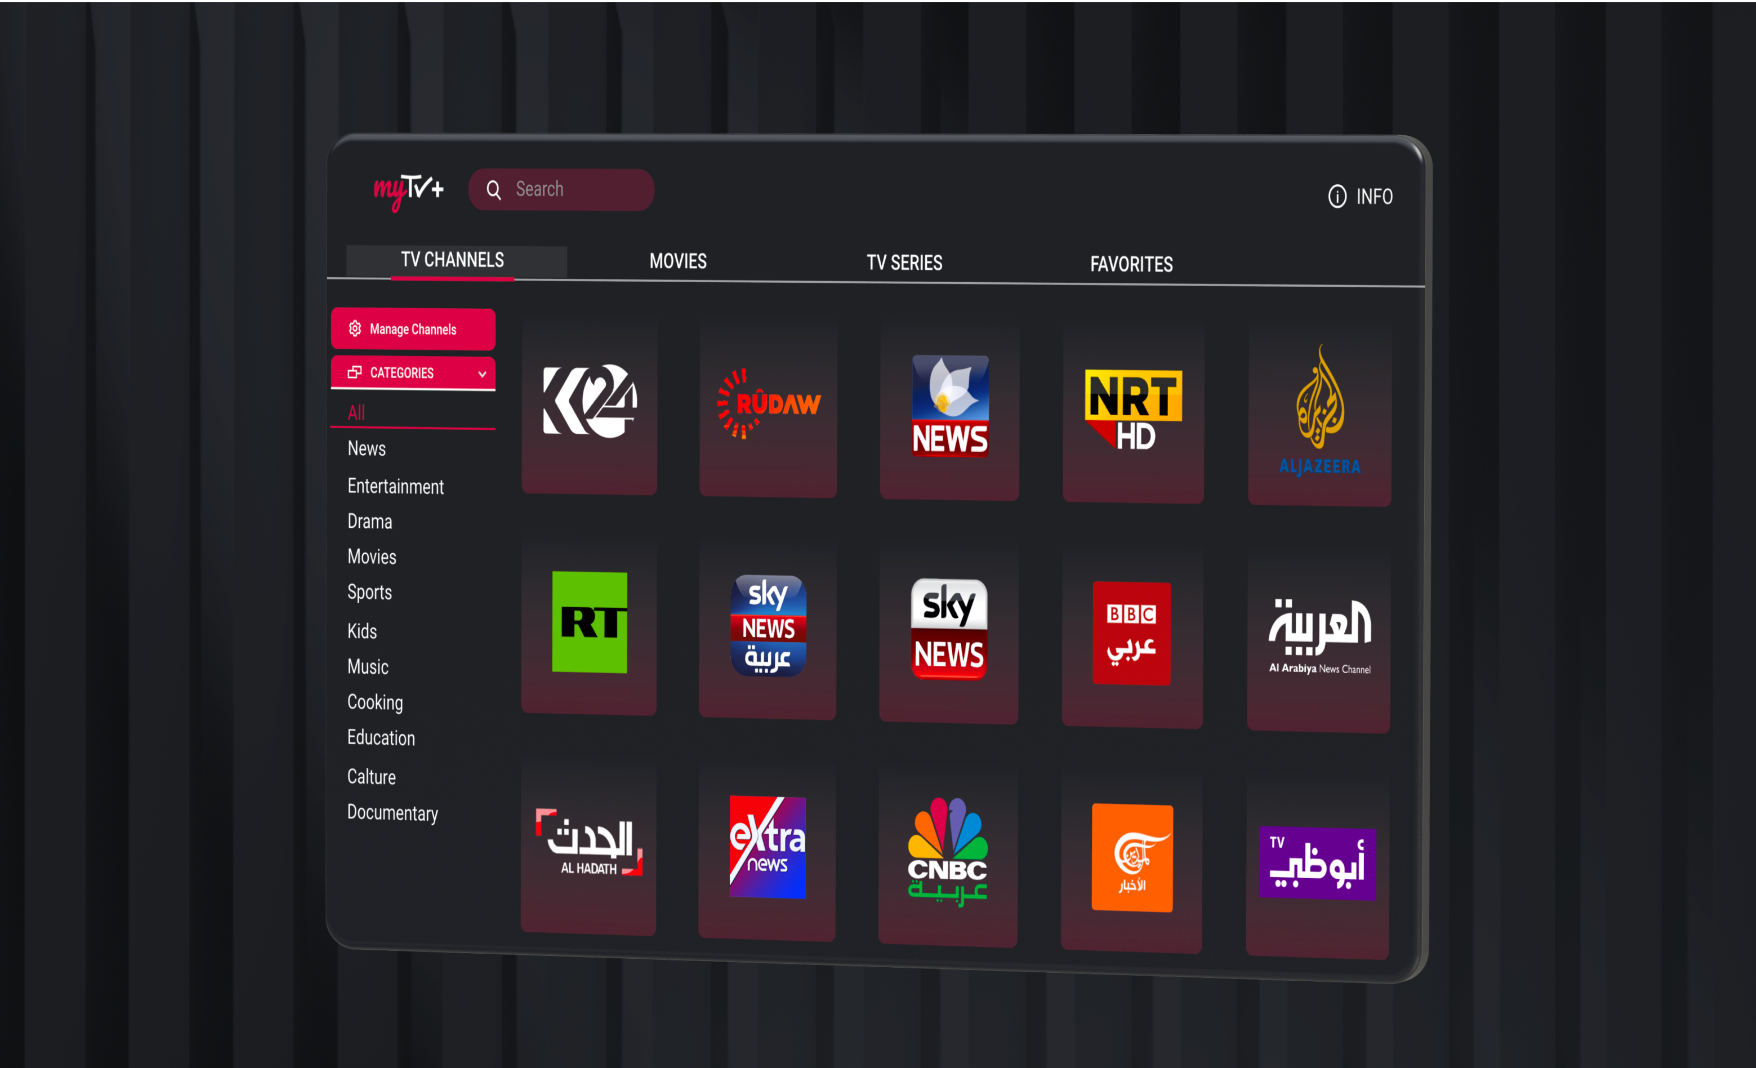 myTV+
Search
INFO
TV CHANNELS
MOVIES
TV SERIES
FAVORITES
Manage Channels
CATEGORIES
All
News
Entertainment
Drama
Movies
Sports
Kids
Music
Cooking
Education
Calture
Documentary
K24
RÛDAW
NEWS
NRT
HD
الجزيرة
ALJAZEERA
RT
sky
NEWS
عربية
sky
NEWS
BBC
عربي
العربية
Al Arabiya News Channel
الحدث
AL HADATH
eXtra
news
CNBC
عربية
الميادين
الأخبار
TV
أبوظبي